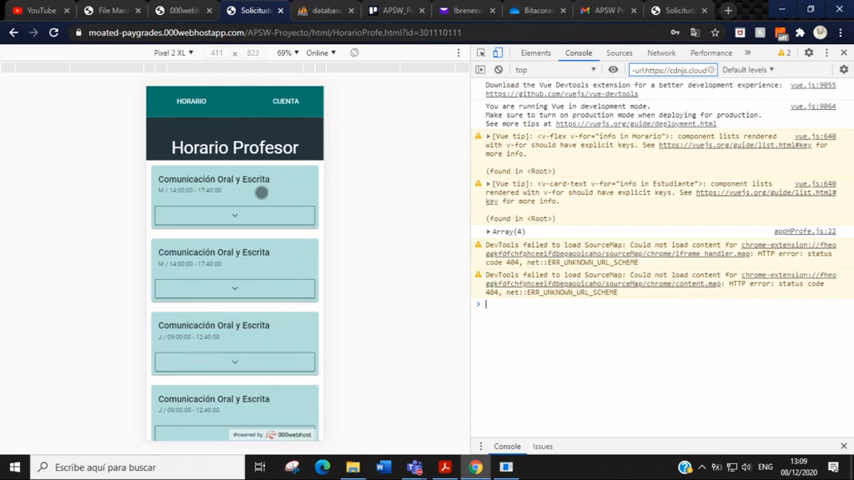 YouTube
File Mana
000webh
Solicitude
database
APSW_Pr
Ibrenese
Bitacora
APSW Pro
Solicitud
moated-paygrades.000webhostapp.com/APSW-Proyecto/html/HorarioProfe.html?id=301110111
Pixel 2 XL 411 × 823 69% Online
Elements Console Sources Network Performance 2
top -url:https://cdnjs.cloud Default levels
HORARIO CUENTA
Horario Profesor
Comunicación Oral y Escrita
M / 14:00:00 - 17:40:00
Comunicación Oral y Escrita
M / 14:00:00 - 17:40:00
Comunicación Oral y Escrita
J / 09:00:00 - 12:40:00
Comunicación Oral y Escrita
J / 09:00:00 - 12:40:00
Powered by 000webhost
Download the Vue Devtools extension for a better development experience: vue.js:9055
https://github.com/vuejs/vue-devtools
You are running Vue in development mode. vue.js:9064
Make sure to turn on production mode when deploying for production.
See more tips at https://vuejs.org/guide/deployment.html
[Vue tip]: <v-flex v-for="info in Horario">: component lists rendered vue.js:640
with v-for should have explicit keys. See https://vuejs.org/guide/list.html#key for more info.
(found in <Root>)
[Vue tip]: <v-card-text v-for="info in Estudiante">: component lists vue.js:640
rendered with v-for should have explicit keys. See https://vuejs.org/guide/list.html#
key for more info.
(found in <Root>)
Array(4) appHProfe.js:22
DevTools failed to load SourceMap: Could not load content for chrome-extension://fheo
ggkfdfchfphceeifdbepaooicaho/sourceMap/chrome/iframe_handler.map: HTTP error: status
code 404, net::ERR_UNKNOWN_URL_SCHEME
DevTools failed to load SourceMap: Could not load content for chrome-extension://fheo
ggkfdfchfphceeifdbepaooicaho/sourceMap/chrome/content.map: HTTP error: status code
404, net::ERR_UNKNOWN_URL_SCHEME
Console Issues
Escribe aquí para buscar
ENG
13:09
08/12/2020